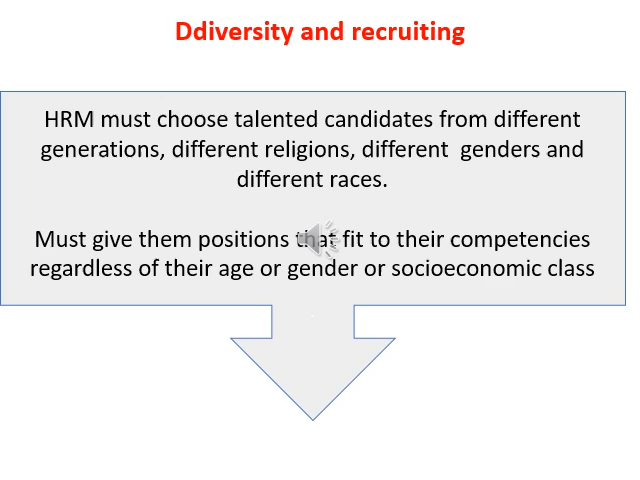 Ddiversity and recruiting
HRM must choose talented candidates from different
generations, different religions, different genders and
different races.
Must give them positions that fit to their competencies
regardless of their age or gender or socioeconomic class